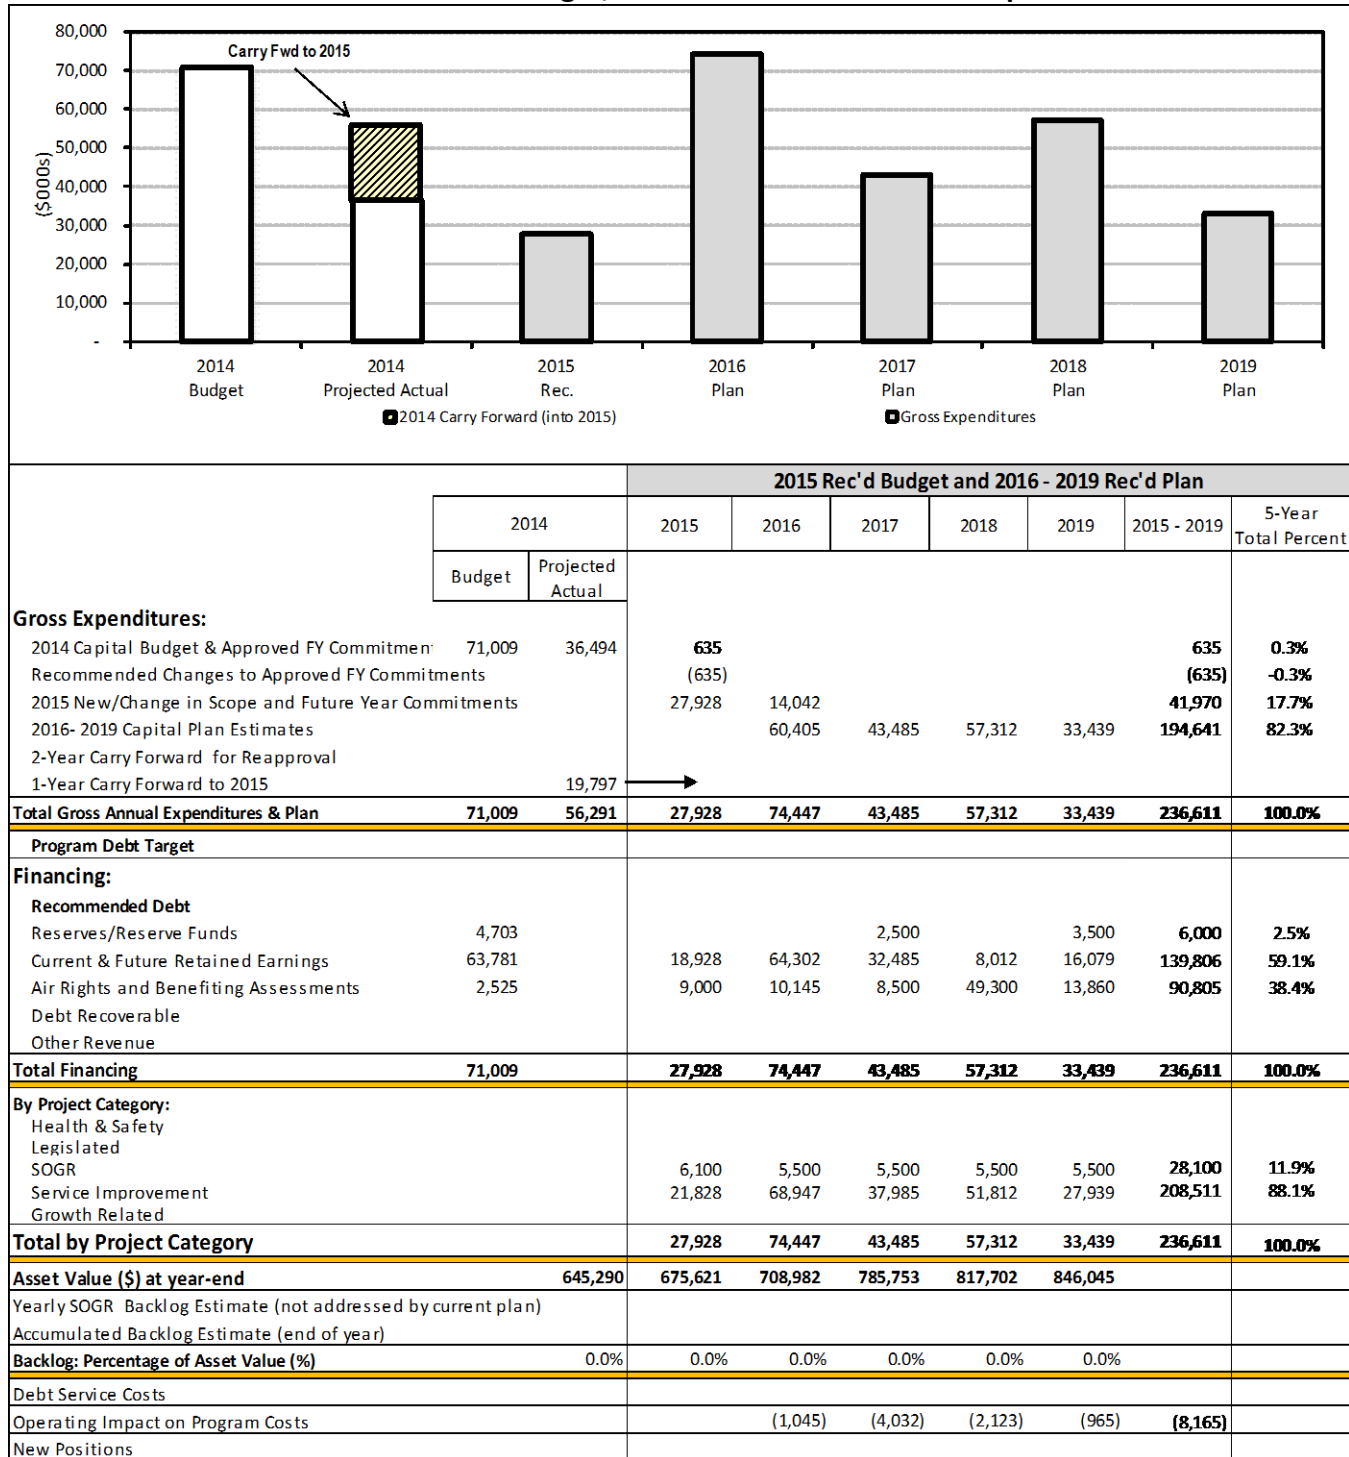 80,000
70,000
60,000
50,000
40,000
30,000
20,000
10,000
-
($000s)
Carry Fwd to 2015
2014 2014 2015 2016 2017 2018 2019
Budget Projected Actual Rec. Plan Plan Plan Plan
2014 Carry Forward (into 2015) Gross Expenditures
2015 Rec'd Budget and 2016 - 2019 Rec'd Plan
2014 2015 2016 2017 2018 2019 2015 - 2019 5-Year Total Percent
Budget Projected Actual
Gross Expenditures:
2014 Capital Budget & Approved FY Commitmen 71,009 36,494 635 635 0.3%
Recommended Changes to Approved FY Commitments (635) (635) -0.3%
2015 New/Change in Scope and Future Year Commitments 27,928 14,042 41,970 17.7%
2016- 2019 Capital Plan Estimates 60,405 43,485 57,312 33,439 194,641 82.3%
2-Year Carry Forward for Reapproval
1-Year Carry Forward to 2015 19,797
Total Gross Annual Expenditures & Plan 71,009 56,291 27,928 74,447 43,485 57,312 33,439 236,611 100.0%
Program Debt Target
Financing:
Recommended Debt
Reserves/Reserve Funds 4,703 2,500 3,500 6,000 2.5%
Current & Future Retained Earnings 63,781 18,928 64,302 32,485 8,012 16,079 139,806 59.1%
Air Rights and Benefiting Assessments 2,525 9,000 10,145 8,500 49,300 13,860 90,805 38.4%
Debt Recoverable
Other Revenue
Total Financing 71,009 27,928 74,447 43,485 57,312 33,439 236,611 100.0%
By Project Category:
Health & Safety
Legislated
SOGR 6,100 5,500 5,500 5,500 5,500 28,100 11.9%
Service Improvement 21,828 68,947 37,985 51,812 27,939 208,511 88.1%
Growth Related
Total by Project Category 27,928 74,447 43,485 57,312 33,439 236,611 100.0%
Asset Value ($) at year-end 645,290 675,621 708,982 785,753 817,702 846,045
Yearly SOGR Backlog Estimate (not addressed by current plan)
Accumulated Backlog Estimate (end of year)
Backlog: Percentage of Asset Value (%) 0.0% 0.0% 0.0% 0.0% 0.0% 0.0%
Debt Service Costs
Operating Impact on Program Costs (1,045) (4,032) (2,123) (965) (8,165)
New Positions